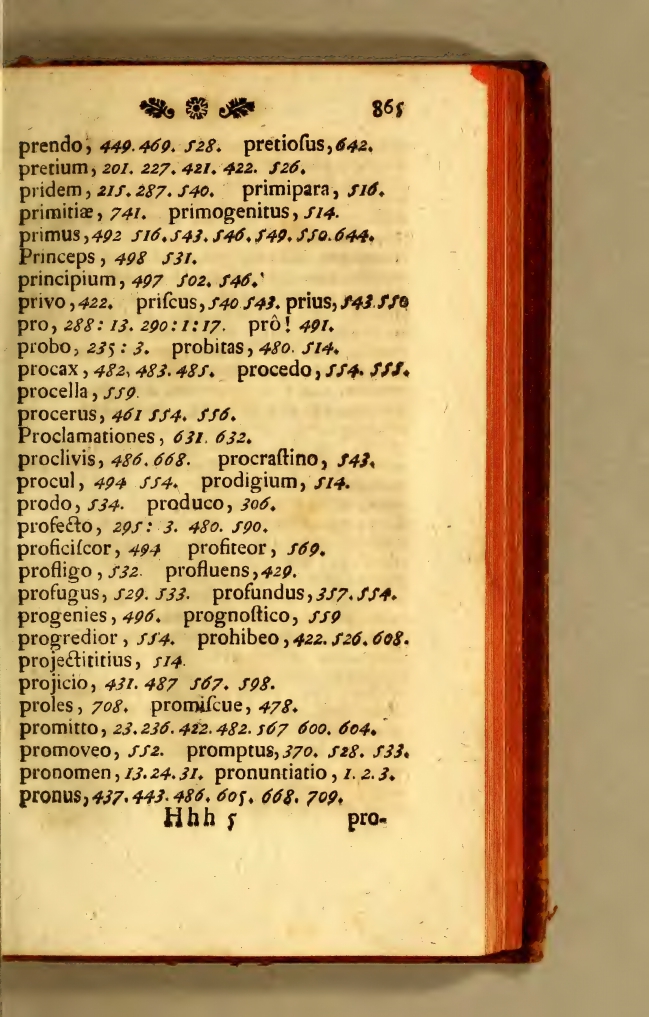 865
prendo, 449. 469. 528. pretioſus, 642.
pretium, 201. 227. 421. 422. 526.
pridem, 215. 287. 540. primipara, 516.
primitiæ, 741. primogenitus, 514.
primus, 492 516. 543. 546. 549. 550. 644.
Princeps, 498 531.
principium, 497 502. 546.
privo, 422. priſcus, 540 543. prius, 543. 550
pro, 288: 13. 290: 1: 17. prô! 491.
probo, 235: 3. probitas, 480. 514.
procax, 482, 483. 485. procedo, 554. 555.
procella, 559.
procerus, 461 554. 556.
Proclamationes, 631. 632.
proclivis, 486. 668. procraſtino, 543.
procul, 494 554. prodigium, 514.
prodo, 534. produco, 306.
profecto, 295: 3. 480. 590.
proficiſcor, 494 profiteor, 569.
profligo, 532. profluens, 429.
profugus, 529. 533. profundus, 357. 554.
progenies, 496. prognoſtico, 559
progredior, 554. prohibeo, 422. 526. 608.
projectititius, 514.
projicio, 431. 487 567. 598.
proles, 708. promiſcue, 478.
promitto, 23. 236. 422. 482. 567 600. 604.
promoveo, 552. promptus, 370. 528. 533.
pronomen, 13. 24. 31. pronuntiatio, 1. 2. 3.
pronus, 437. 443. 486. 605. 668. 709.
Hhh 5 pro-